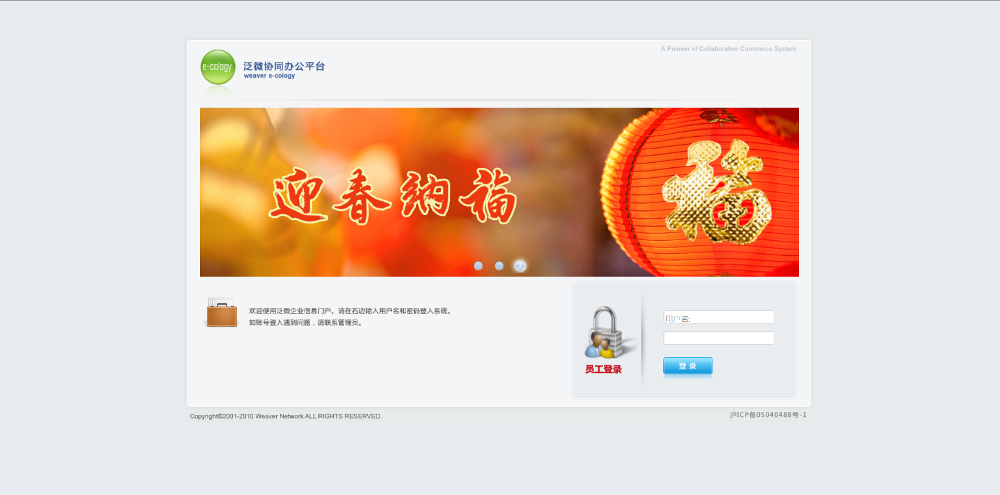 A Pioneer of Collaborative Commerce System
e-cology
泛微协同办公平台
weaver e-cology
迎春纳福
福
3
欢迎使用泛微企业信息门户。请在右边输入用户名和密码登入系统。
如账号登入遇到问题，请联系管理员。
用户名:
登 录
员工登录
Copyright©2001-2010 Weaver Network ALL RIGHTS RESERVED.
沪ICP备05040488号-1